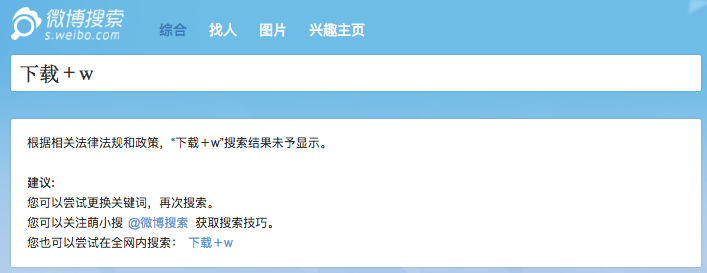 微博搜索
s.weibo.com
综合 找人 图片 兴趣主页
下载＋w
根据相关法律法规和政策，“下载＋w”搜索结果未予显示。
建议:
您可以尝试更换关键词，再次搜索。
您可以关注萌小搜 @微博搜索 获取搜索技巧。
您也可以尝试在全网内搜索： 下载＋w